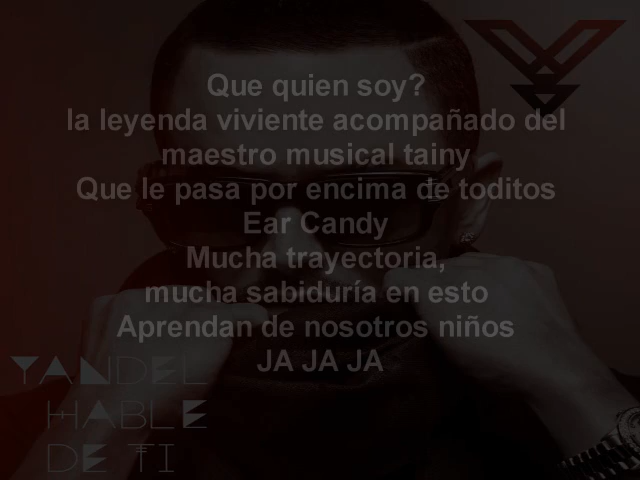 Que quien soy?
la leyenda viviente acompañado del
maestro musical tainy
Que le pasa por encima de toditos
Ear Candy
Mucha trayectoria,
mucha sabiduría en esto
Aprendan de nosotros niños
JA JA JA
YANDEL
HABLE
DE TI